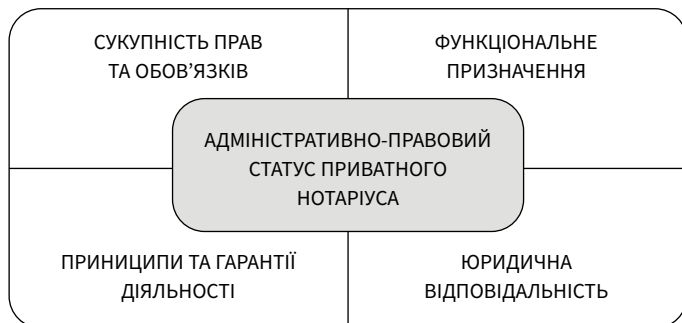 СУКУПНІСТЬ ПРАВ
ТА ОБОВ’ЯЗКІВ
ФУНКЦІОНАЛЬНЕ
ПРИЗНАЧЕННЯ
АДМІНІСТРАТИВНО-ПРАВОВИЙ
СТАТУС ПРИВАТНОГО
НОТАРІУСА
ПРИНИЦИПИ ТА ГАРАНТІЇ
ДІЯЛЬНОСТІ
ЮРИДИЧНА
ВІДПОВІДАЛЬНІСТЬ